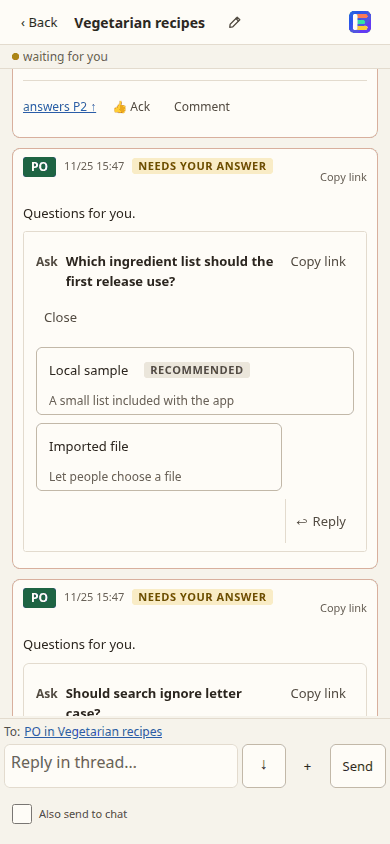 ‹ Back Vegetarian recipes
waiting for you
answers P2 ↑ 👍 Ack Comment
PO 11/25 15:47 NEEDS YOUR ANSWER
Copy link
Questions for you.
Ask Which ingredient list should the Copy link
first release use?
Close
Local sample RECOMMENDED
A small list included with the app
Imported file
Let people choose a file
↩ Reply
PO 11/25 15:47 NEEDS YOUR ANSWER
Copy link
Questions for you.
Ask Should search ignore letter Copy link
case?
To: PO in Vegetarian recipes
Reply in thread... ↓ + Send
Also send to chat